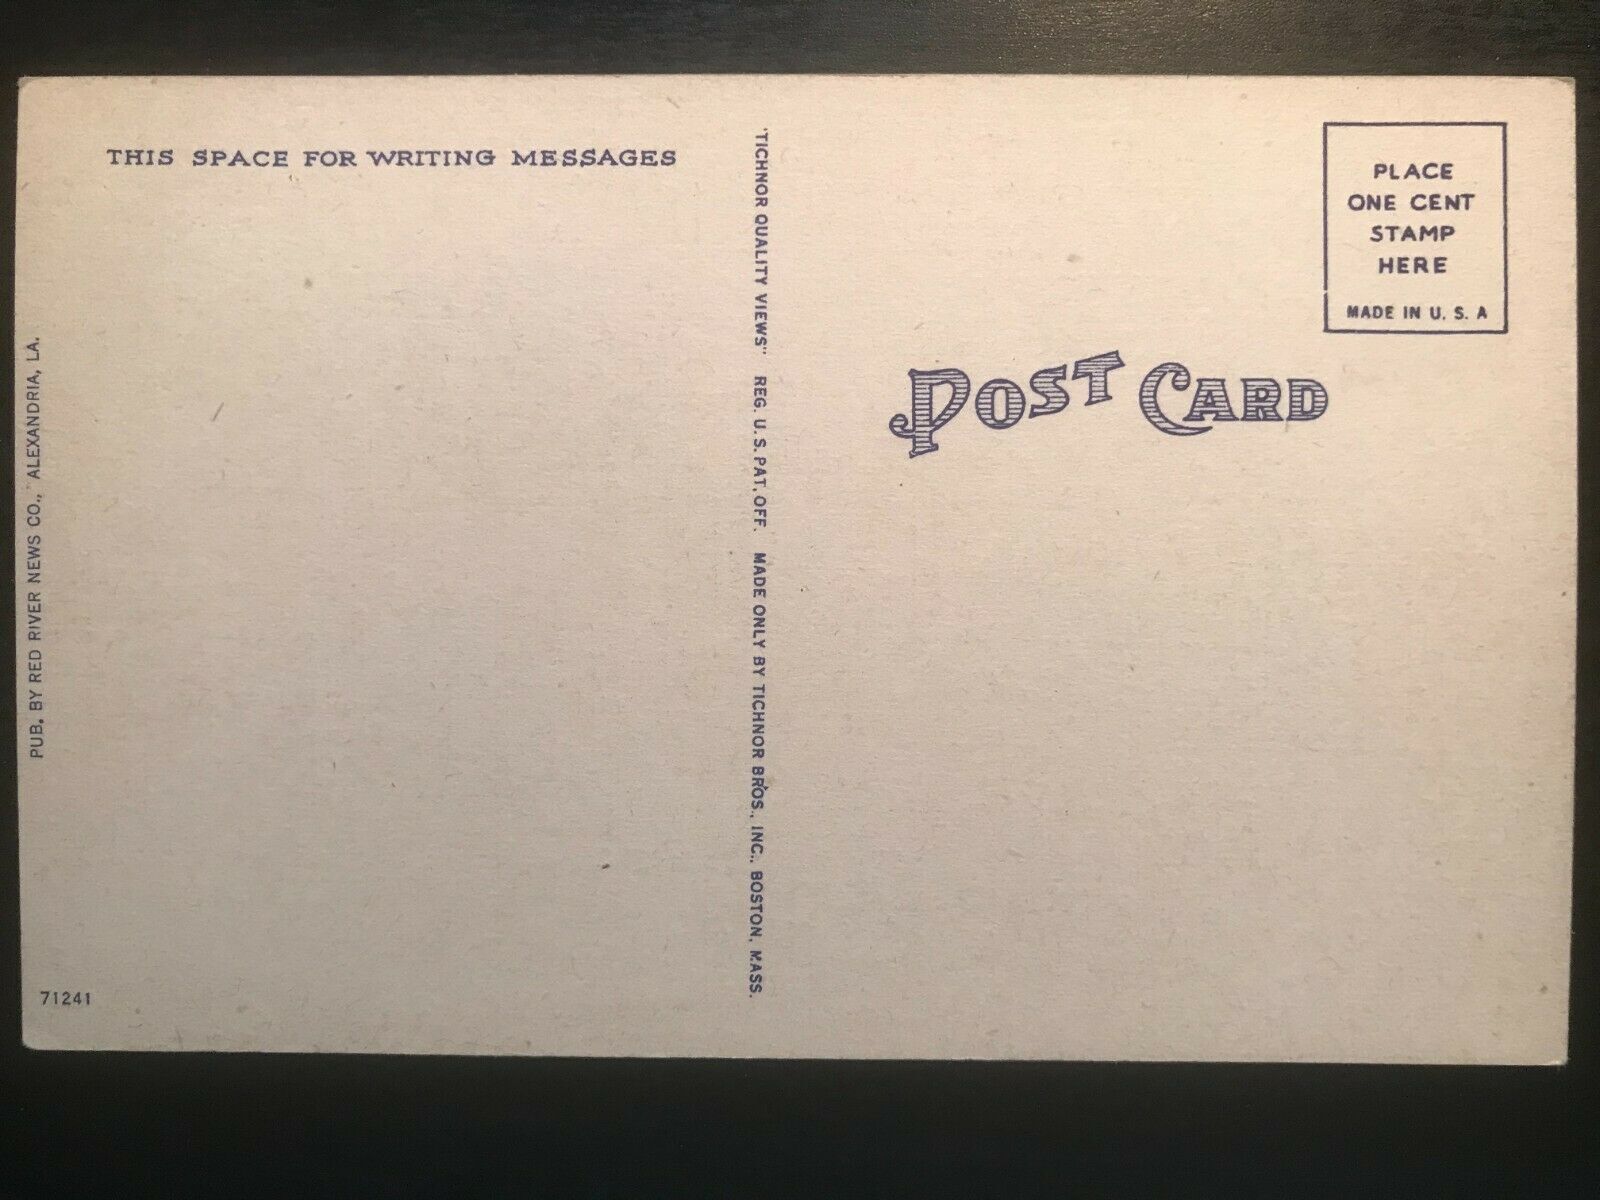 THIS SPACE FOR WRITING MESSAGES
PUB. BY RED RIVER NEWS CO., ALEXANDRIA, LA.
71241
"TICHNOR QUALITY VIEWS" REG. U. S. PAT. OFF. MADE ONLY BY TICHNOR BROS., INC., BOSTON, MASS.
PLACE
ONE CENT
STAMP
HERE
MADE IN U. S. A
POST CARD